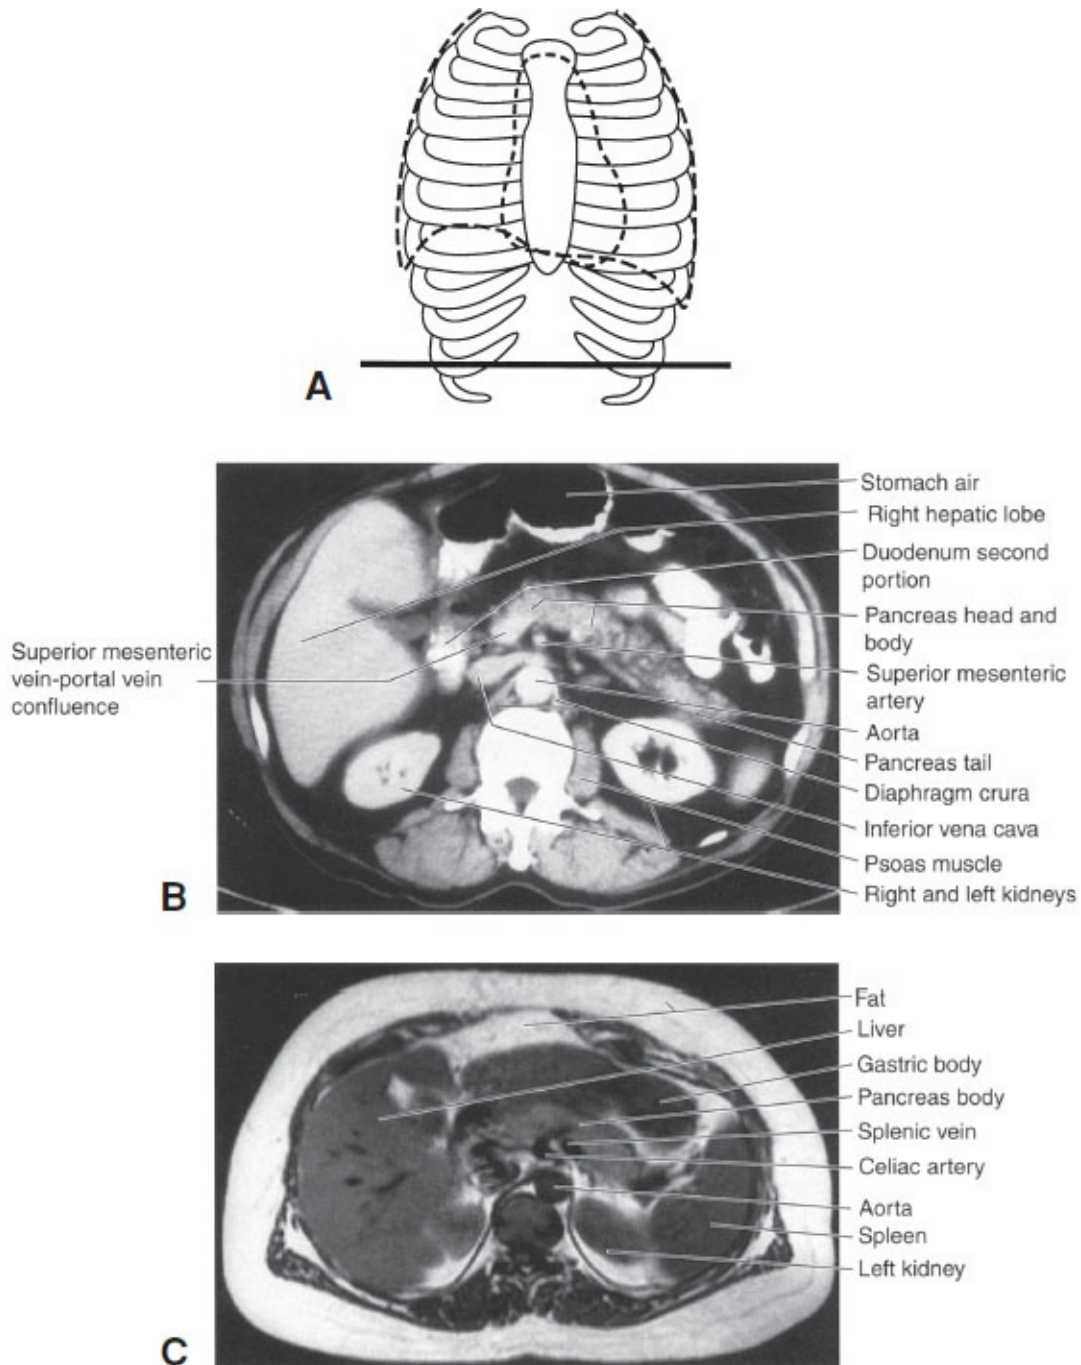 A
Stomach air
Right hepatic lobe
Duodenum second
portion
Pancreas head and
body
Superior mesenteric
artery
Aorta
Pancreas tail
Diaphragm crura
Inferior vena cava
Psoas muscle
Right and left kidneys
Superior mesenteric
vein-portal vein
confluence
B
Fat
Liver
Gastric body
Pancreas body
Splenic vein
Celiac artery
Aorta
Spleen
Left kidney
C